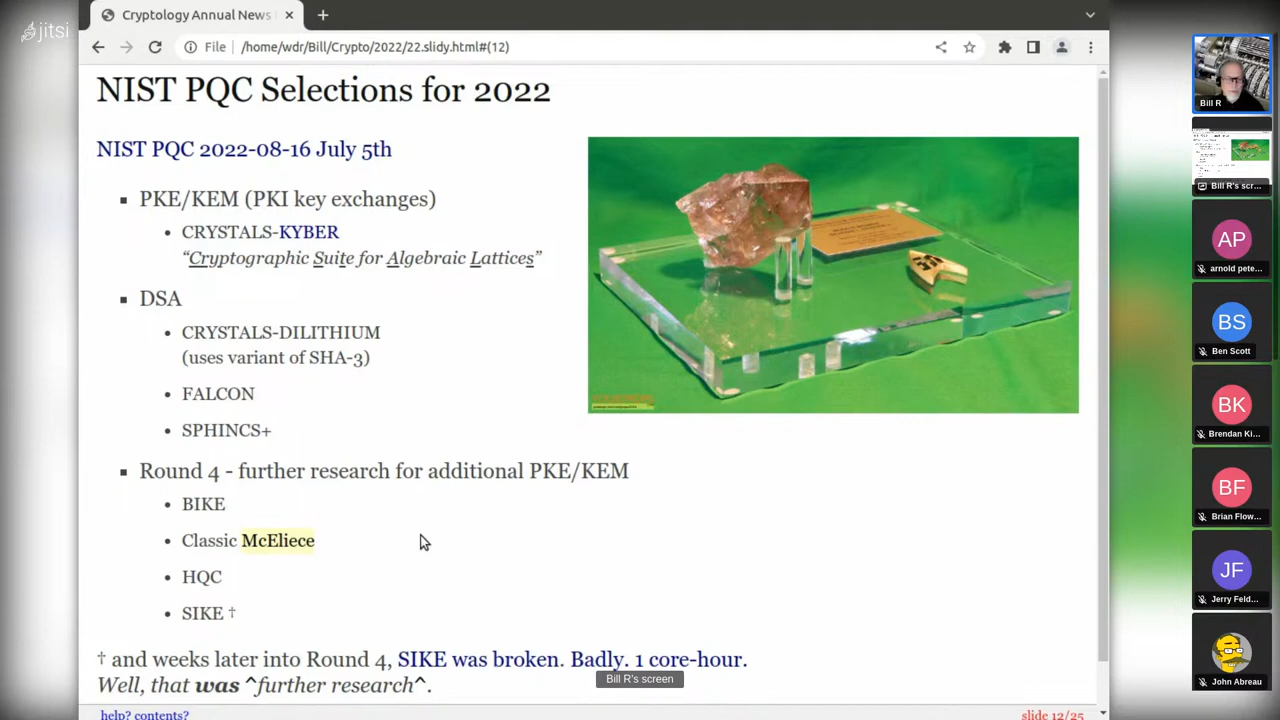 jitsi
Cryptology Annual News
File
/home/wdr/Bill/Crypto/2022/22.slidy.html#(12)
NIST PQC Selections for 2022
NIST PQC 2022-08-16 July 5th
PKE/KEM (PKI key exchanges)
CRYSTALS-KYBER
“Cryptographic Suite for Algebraic Lattices”
DSA
CRYSTALS-DILITHIUM
(uses variant of SHA-3)
FALCON
SPHINCS+
Round 4 - further research for additional PKE/KEM
BIKE
Classic McEliece
HQC
SIKE †
† and weeks later into Round 4, SIKE was broken. Badly. 1 core-hour.
Well, that was ^further research^.
Bill R's screen
help? contents?
slide 12/25
Bill R
Bill R's scr...
AP
arnold pete...
BS
Ben Scott
BK
Brendan Ki...
BF
Brian Flow...
JF
Jerry Feld...
John Abreau